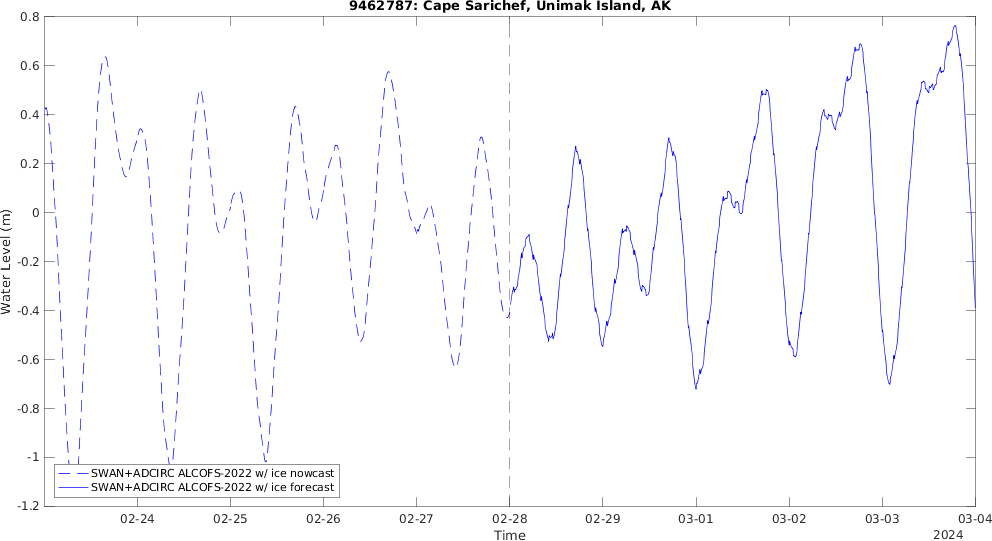 9462787: Cape Sarichef, Unimak Island, AK
0.8
0.6
0.4
0.2
0
-0.2
-0.4
-0.6
-0.8
-1
-1.2
Water Level (m)
SWAN+ADCIRC ALCOFS-2022 w/ ice nowcast
SWAN+ADCIRC ALCOFS-2022 w/ ice forecast
02-24 02-25 02-26 02-27 02-28 02-29 03-01 03-02 03-03 03-04
Time
2024